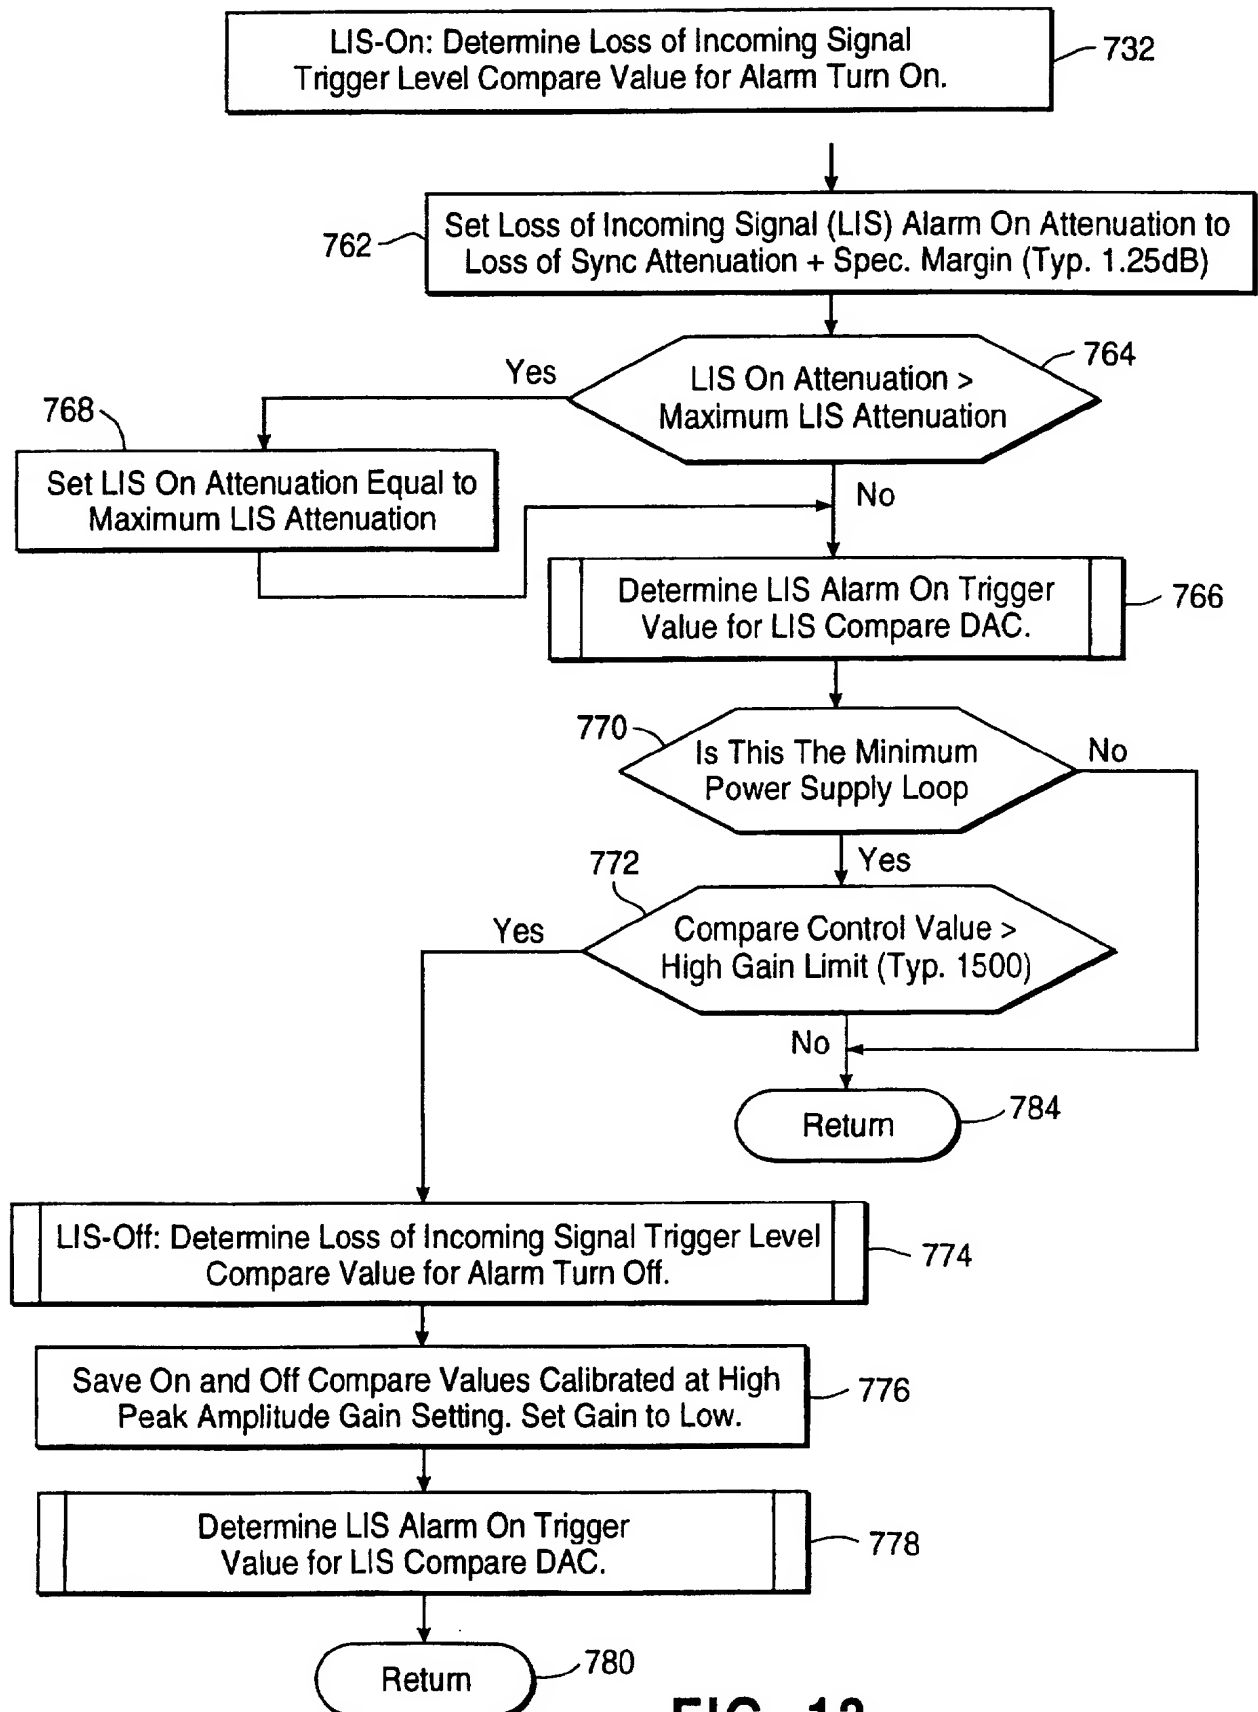 LIS-On: Determine Loss of Incoming Signal
Trigger Level Compare Value for Alarm Turn On.
732
762
Set Loss of Incoming Signal (LIS) Alarm On Attenuation to
Loss of Sync Attenuation + Spec. Margin (Typ. 1.25dB)
764
Yes
LIS On Attenuation >
Maximum LIS Attenuation
768
Set LIS On Attenuation Equal to
Maximum LIS Attenuation
No
Determine LIS Alarm On Trigger
Value for LIS Compare DAC.
766
770
Is This The Minimum
Power Supply Loop
No
Yes
772
Yes
Compare Control Value >
High Gain Limit (Typ. 1500)
No
Return
784
LIS-Off: Determine Loss of Incoming Signal Trigger Level
Compare Value for Alarm Turn Off.
774
Save On and Off Compare Values Calibrated at High
Peak Amplitude Gain Setting. Set Gain to Low.
776
Determine LIS Alarm On Trigger
Value for LIS Compare DAC.
778
Return
780